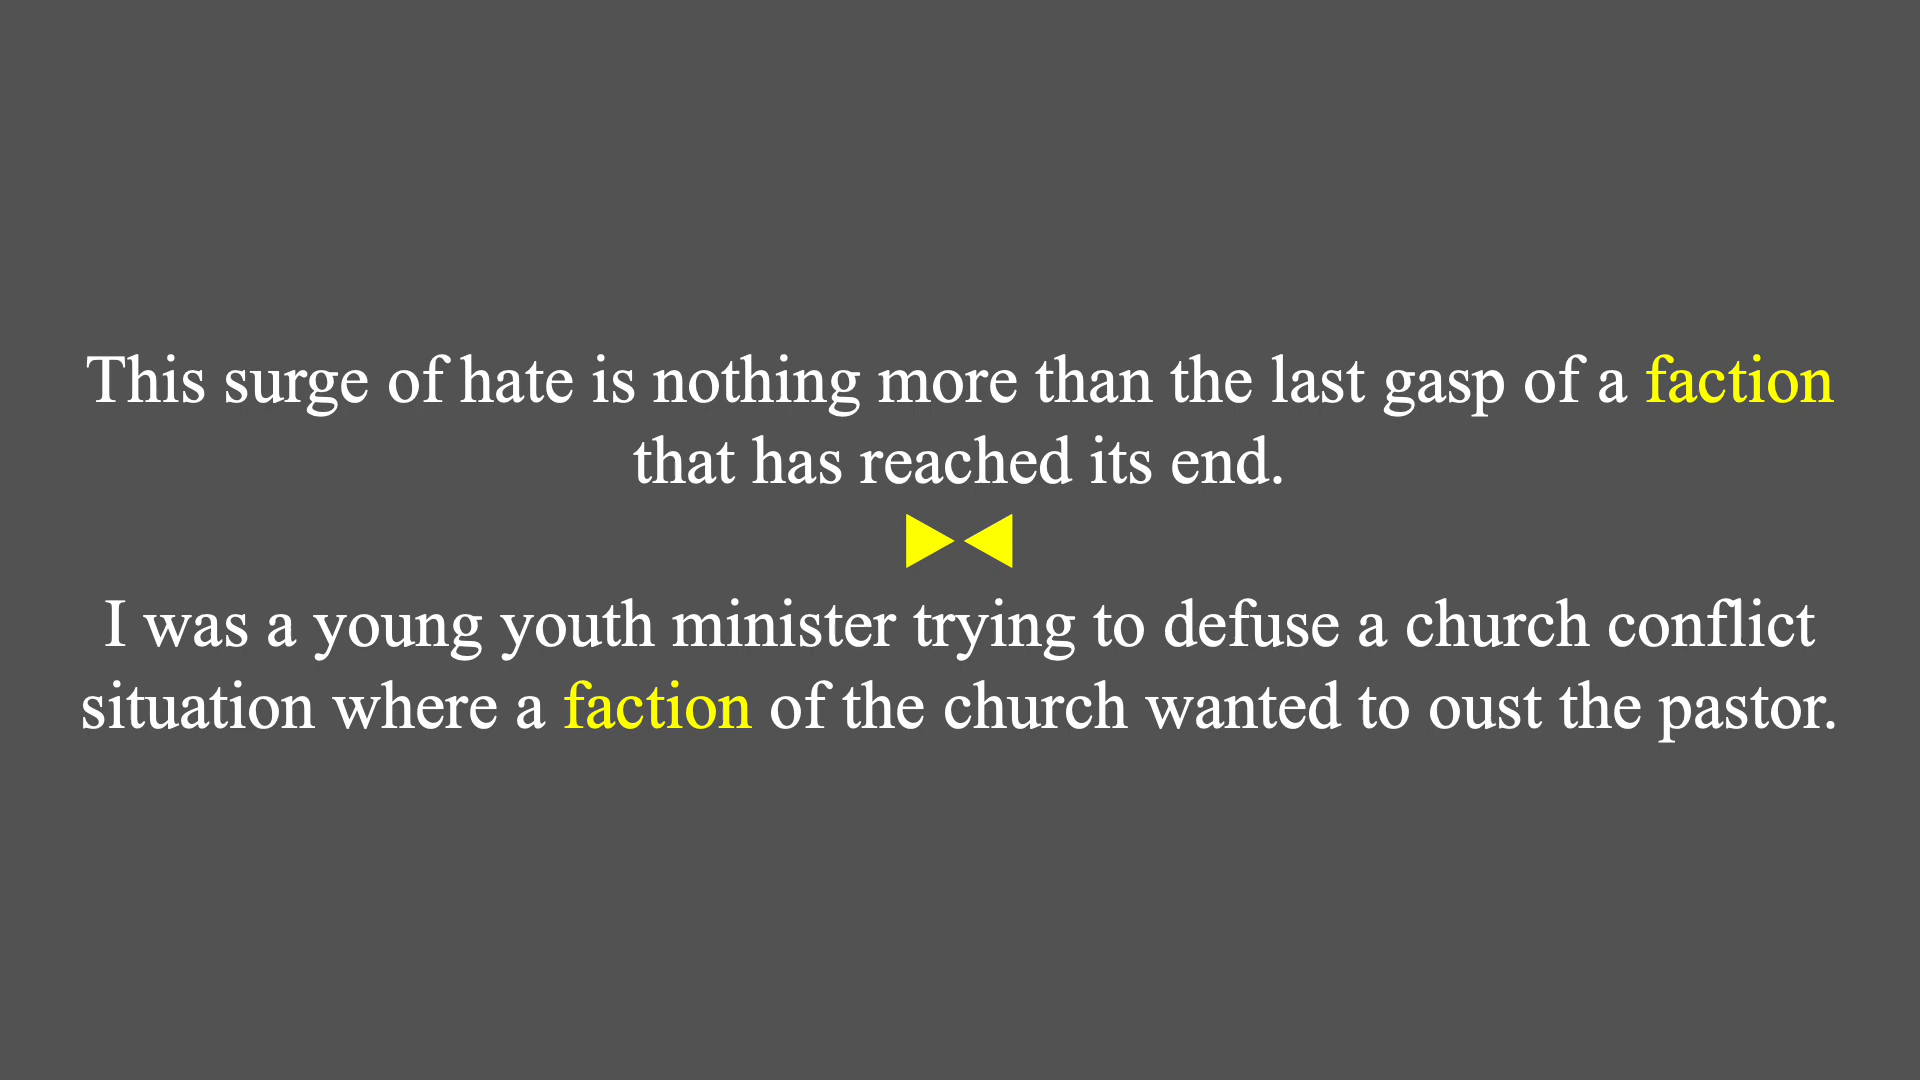 This surge of hate is nothing more than the last gasp of a faction
that has reached its end.
I was a young youth minister trying to defuse a church conflict
situation where a faction of the church wanted to oust the pastor.